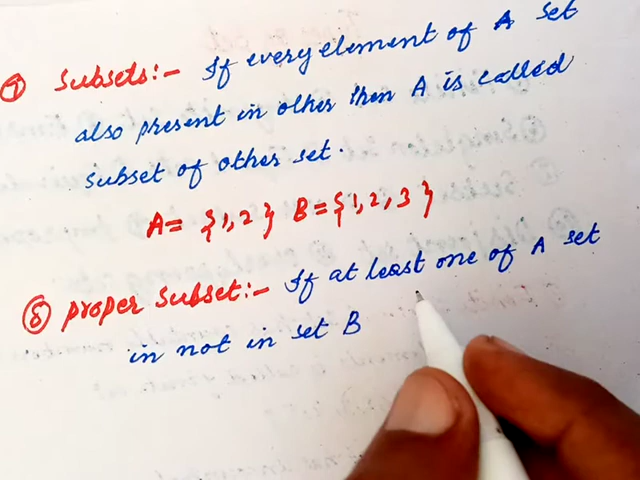 ⑦ Subsets:- If every element of A set
also present in other then A is called
subset of other set.
A= {1,2} B={1,2,3}
⑧ Proper Subset:- If at least one of A set
in not in set B